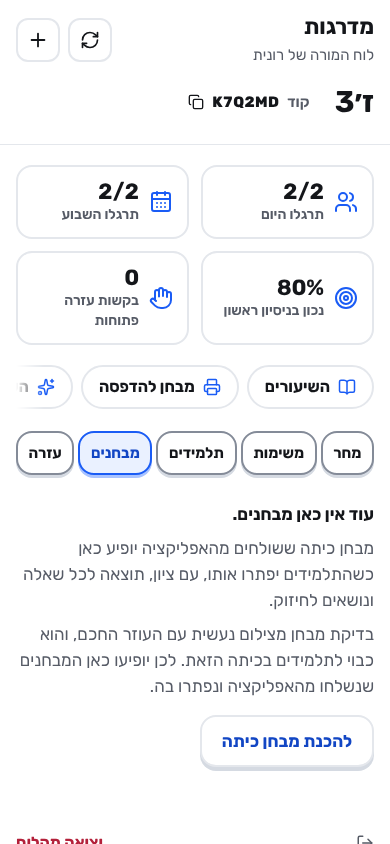 מדרגות
לוח המורה של רונית
ז׳3
קוד K7Q2MD
2/2
תרגלו היום
2/2
תרגלו השבוע
80%
נכון בניסיון ראשון
0
בקשות עזרה
פתוחות
השיעורים
מבחן להדפסה
מחר
משימות
תלמידים
מבחנים
עזרה
עוד אין כאן מבחנים.
מבחן כיתה ששולחים מהאפליקציה יופיע כאן
כשהתלמידים יפתרו אותו, עם ציון, תוצאה לכל שאלה
ונושאים לחיזוק.
בדיקת מבחן מצילום נעשית עם העוזר החכם, והוא
כבוי לתלמידים בכיתה הזאת. לכן יופיעו כאן המבחנים
שנשלחו מהאפליקציה ונפתרו בה.
להכנת מבחן כיתה